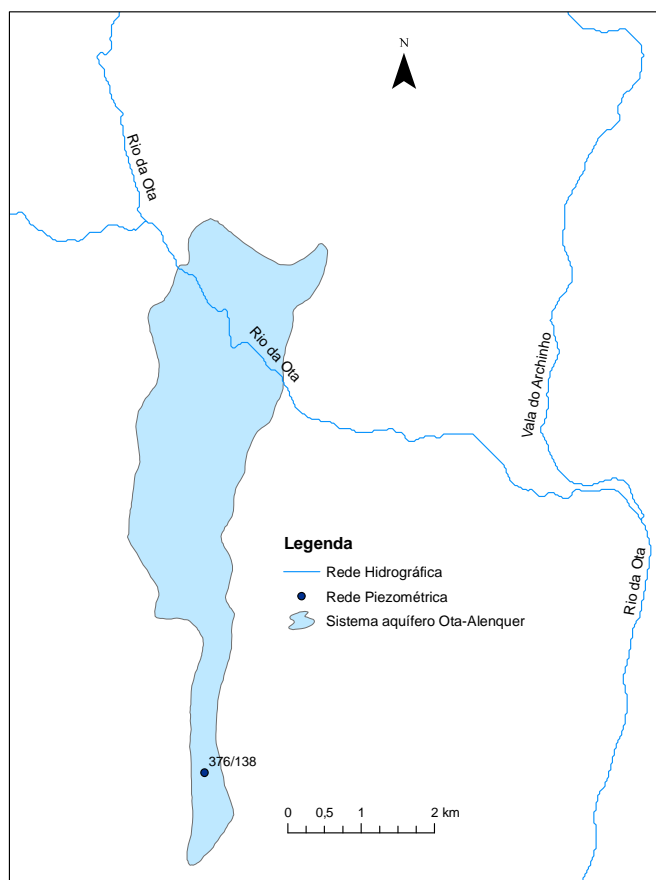 N
Rio da Ota
Rio da Ota
Vala do Archinho
Legenda
Rede Hidrográfica
Rede Piezométrica
Sistema aquífero Ota-Alenquer
Rio da Ota
376/138
0 0,5 1 2 km